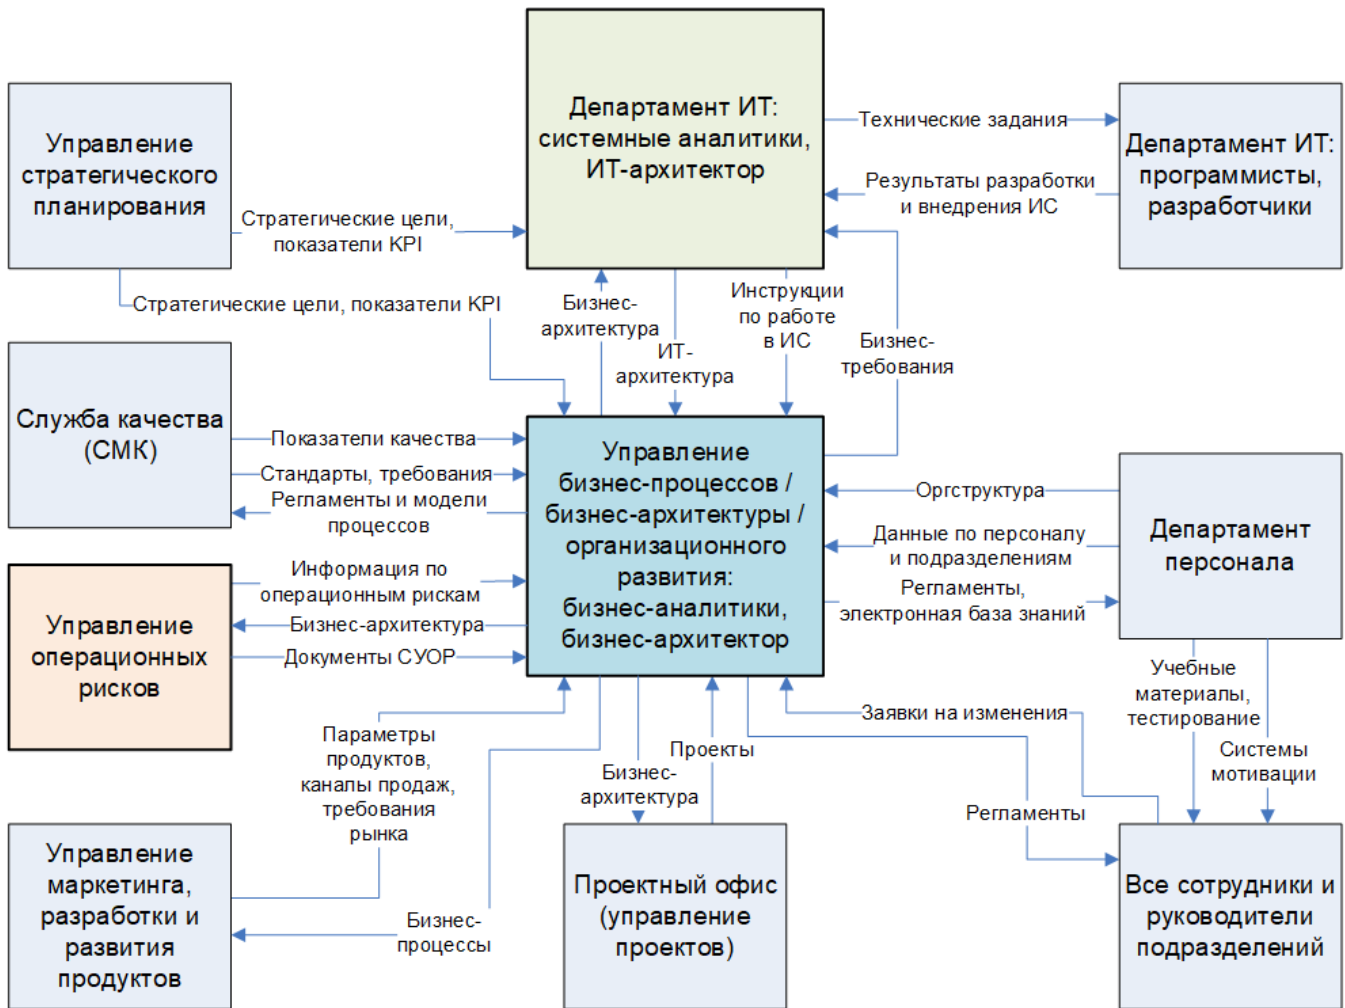 Департамент ИТ:
системные аналитики,
ИТ-архитектор
Управление
стратегического
планирования
Технические задания
Департамент ИТ:
программисты,
разработчики
Результаты разработки
и внедрения ИС
Стратегические цели,
показатели KPI
Стратегические цели, показатели KPI
Бизнес-
архитектура
ИТ-
архитектура
Инструкции
по работе
в ИС
Бизнес-
требования
Служба качества
(СМК)
Показатели качества
Стандарты, требования
Регламенты и модели
процессов
Управление
бизнес-процессов /
бизнес-архитектуры /
организационного
развития:
бизнес-аналитики,
бизнес-архитектор
Оргструктура
Данные по персоналу
и подразделениям
Регламенты,
электронная база знаний
Департамент
персонала
Управление
операционных
рисков
Информация по
операционным рискам
Бизнес-архитектура
Документы СУОР
Учебные
материалы,
тестирование
Системы
мотивации
Заявки на изменения
Регламенты
Параметры
продуктов,
каналы продаж,
требования
рынка
Бизнес-
архитектура
Проекты
Управление
маркетинга,
разработки и
развития
продуктов
Бизнес-
процессы
Проектный офис
(управление
проектов)
Все сотрудники и
руководители
подразделений